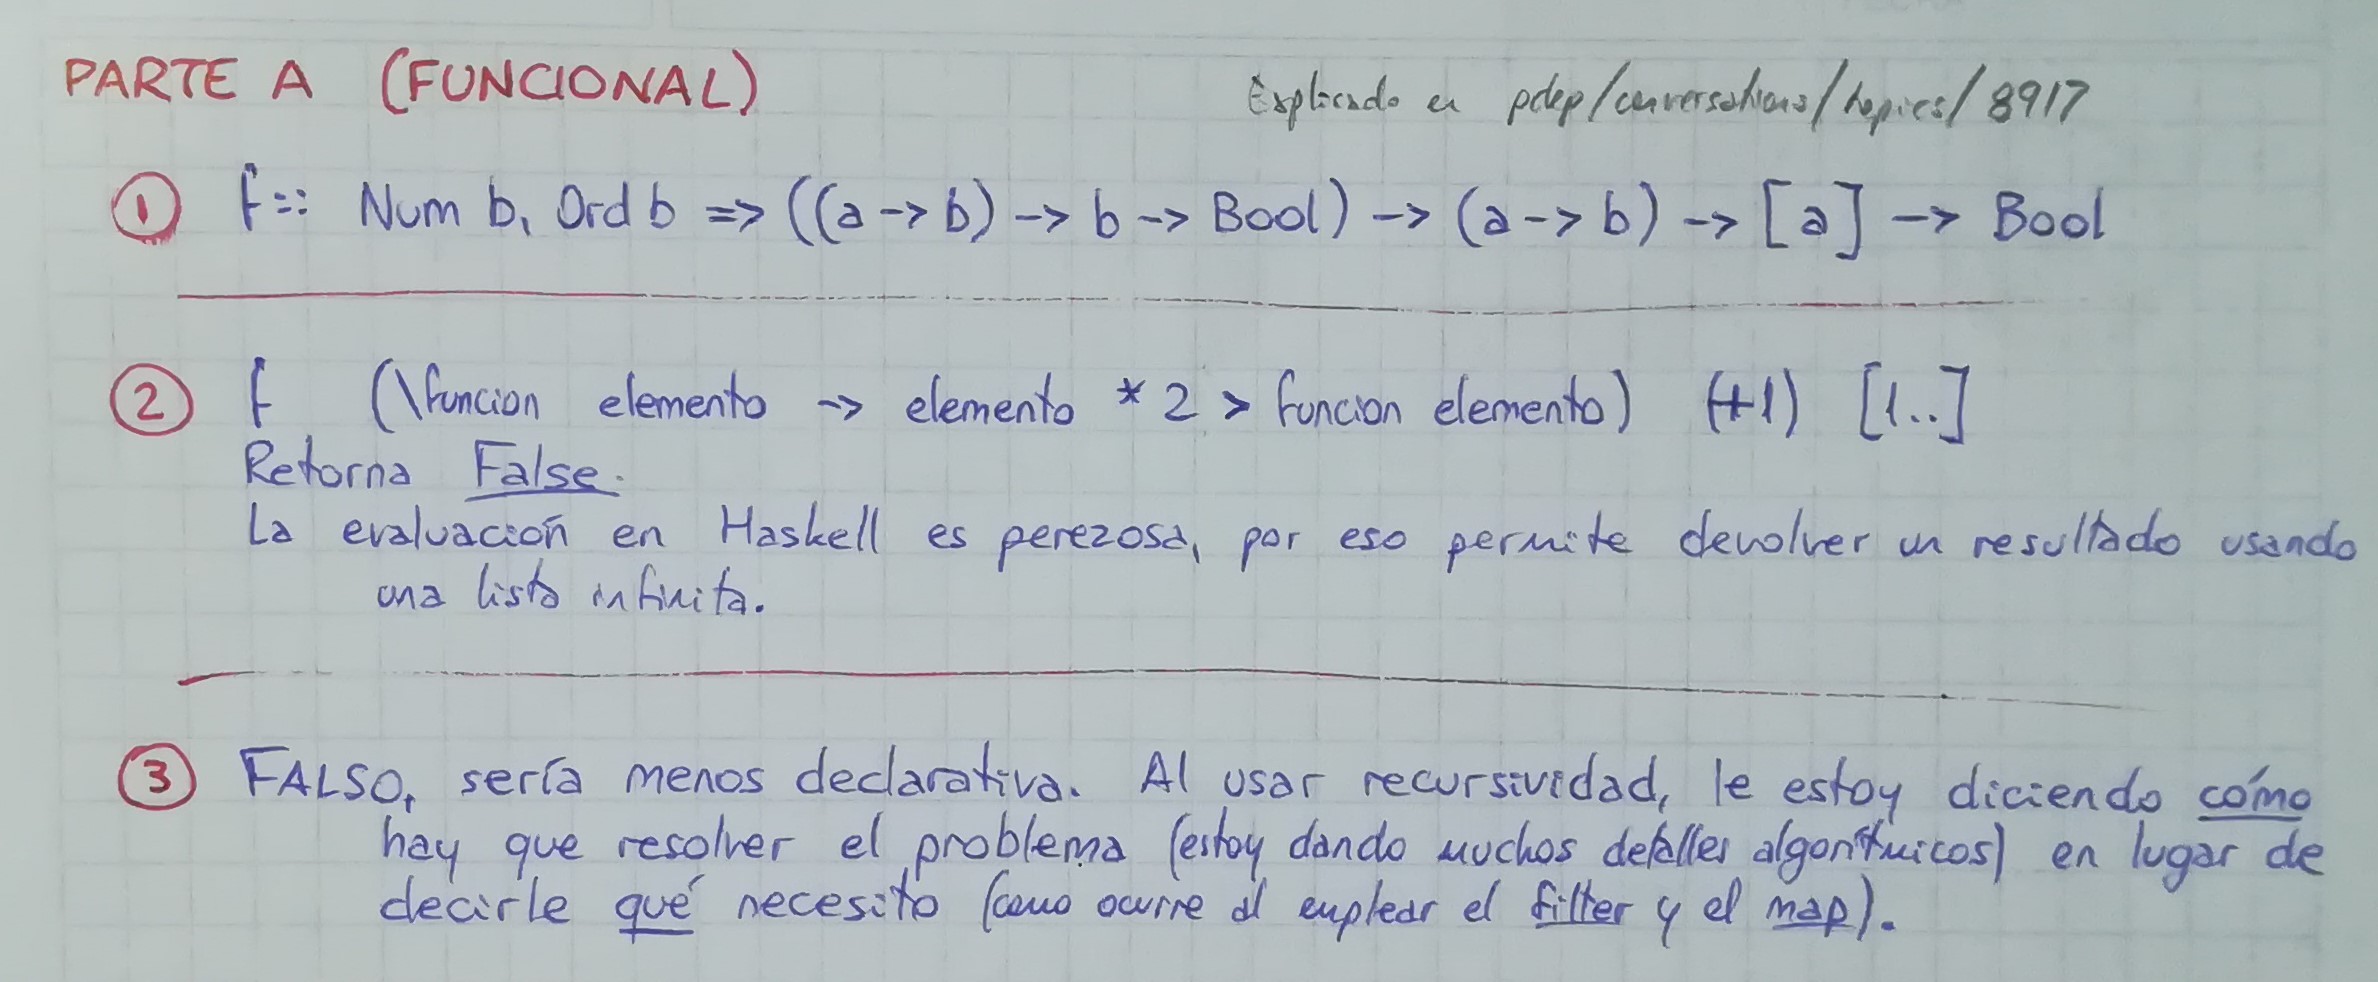 PARTE A (FUNCIONAL)
Explicado en pdep/conversations/topics/8917
① f:: Num b, Ord b => ((a -> b) -> b -> Bool) -> (a -> b) -> [a] -> Bool
② f (\funcion elemento -> elemento * 2 > funcion elemento) (+1) [1..]
Retorna False.
La evaluación en Haskell es perezosa, por eso permite devolver un resultado usando
una lista infinita.
③ FALSO, sería menos declarativa. Al usar recursividad, le estoy diciendo cómo
hay que resolver el problema (estoy dando muchos detalles algorítmicos) en lugar de
decirle qué necesito (como ocurre al emplear el filter y el map).